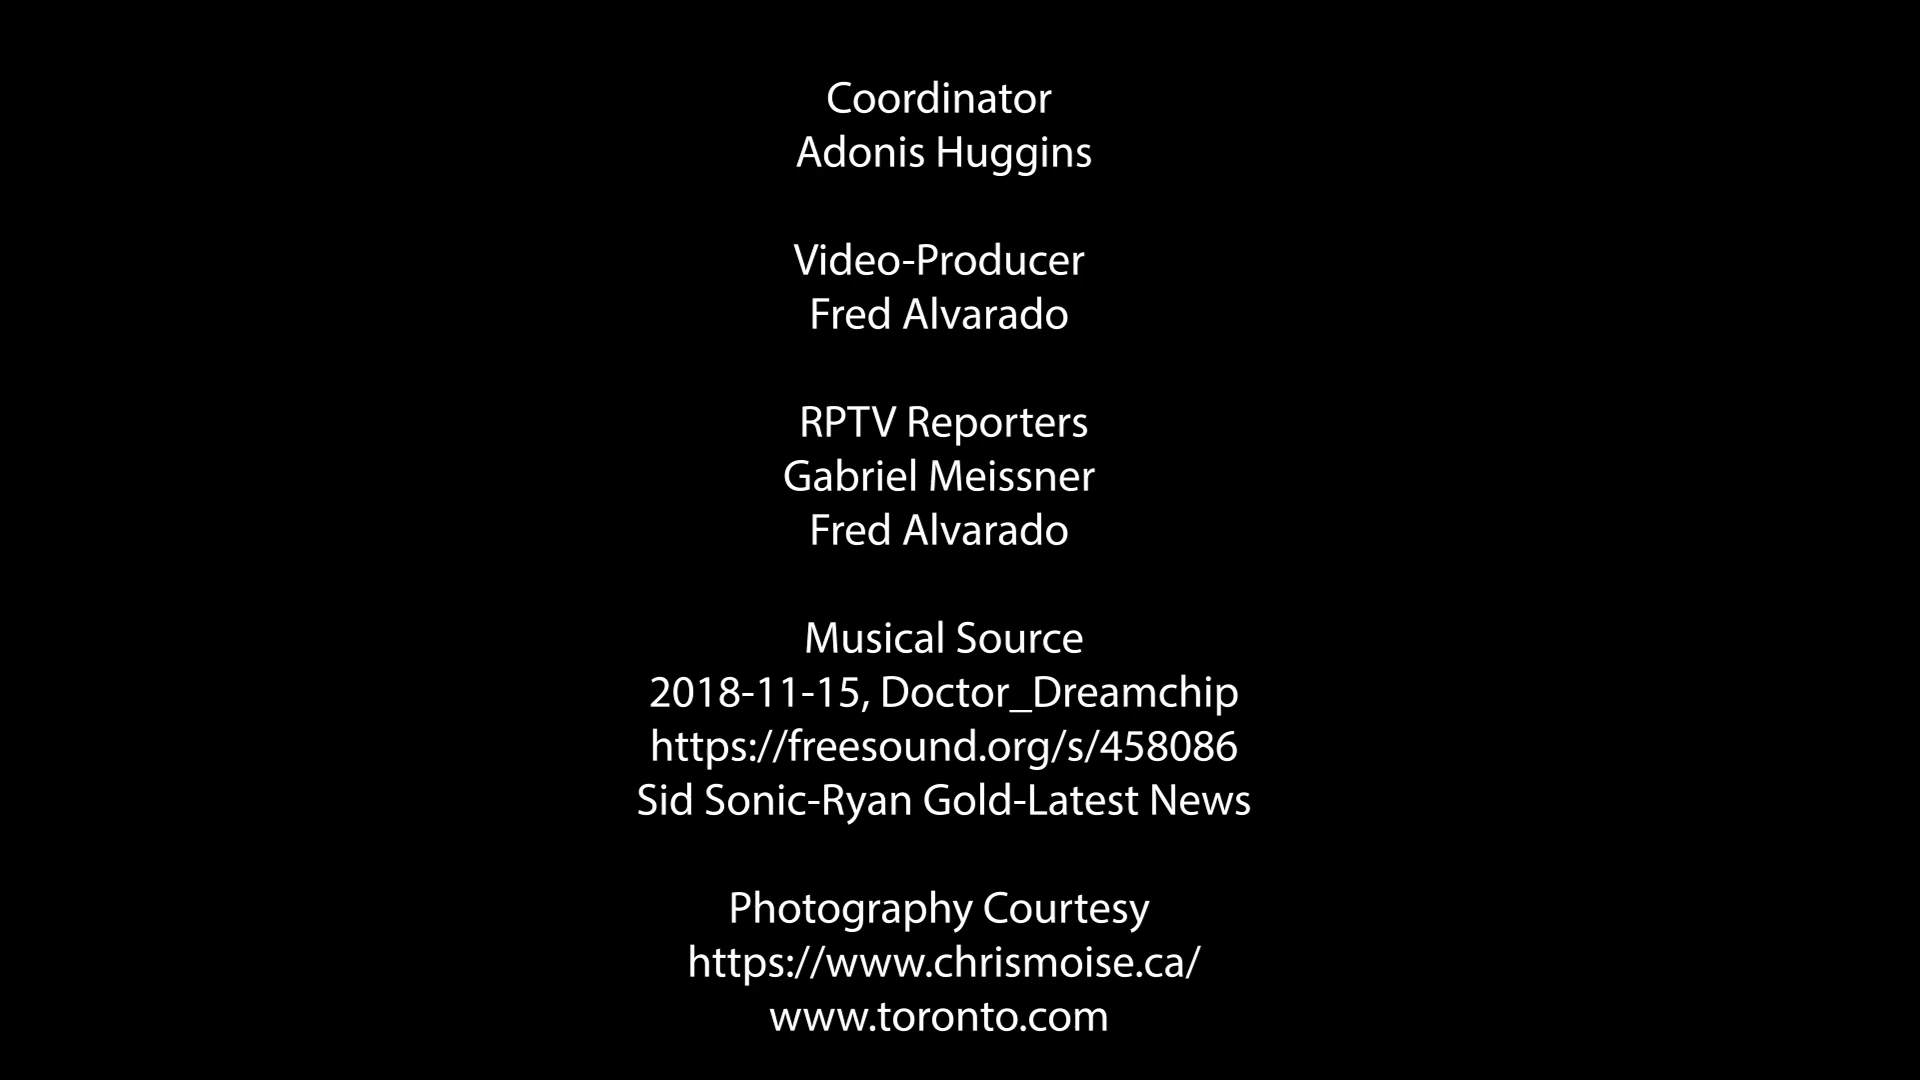 Coordinator
Adonis Huggins
Video-Producer
Fred Alvarado
RPTV Reporters
Gabriel Meissner
Fred Alvarado
Musical Source
2018-11-15, Doctor_Dreamchip
https://freesound.org/s/458086
Sid Sonic-Ryan Gold-Latest News
Photography Courtesy
https://www.chrismoise.ca/
www.toronto.com